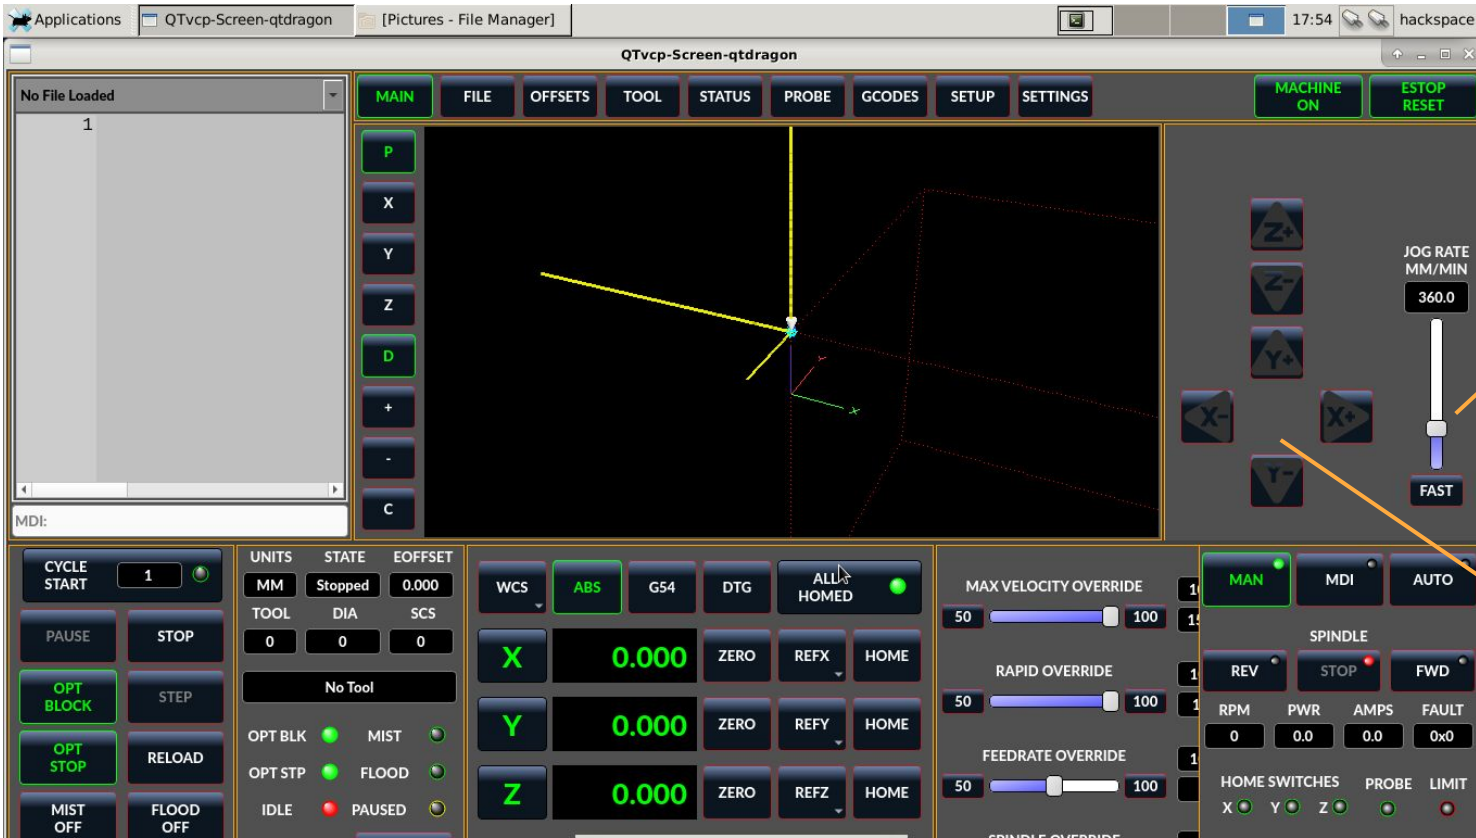 Applications
QTvcp-Screen-qtdragon
[Pictures - File Manager]
17:54
hackspace
QTvcp-Screen-qtdragon
No File Loaded
1
MDI:
MAIN
FILE
OFFSETS
TOOL
STATUS
PROBE
GCODES
SETUP
SETTINGS
MACHINE
ON
ESTOP
RESET
P
X
Y
Z
D
+
-
C
Y
X
Z+
Z-
Y+
X-
X+
Y-
JOG RATE
MM/MIN
360.0
FAST
CYCLE
START
1
PAUSE
STOP
OPT
BLOCK
STEP
OPT
STOP
RELOAD
MIST
OFF
FLOOD
OFF
UNITS STATE EOFFSET
MM Stopped 0.000
TOOL DIA SCS
0 0 0
No Tool
OPT BLK MIST
OPT STP FLOOD
IDLE PAUSED
WCS
ABS
G54
DTG
ALL
HOMED
X 0.000 ZERO REFX HOME
Y 0.000 ZERO REFY HOME
Z 0.000 ZERO REFZ HOME
MAX VELOCITY OVERRIDE
50 100
RAPID OVERRIDE
50 100
FEEDRATE OVERRIDE
50 100
MAN
MDI
AUTO
SPINDLE
REV
STOP
FWD
RPM PWR AMPS FAULT
0 0.0 0.0 0x0
HOME SWITCHES PROBE LIMIT
X Y Z